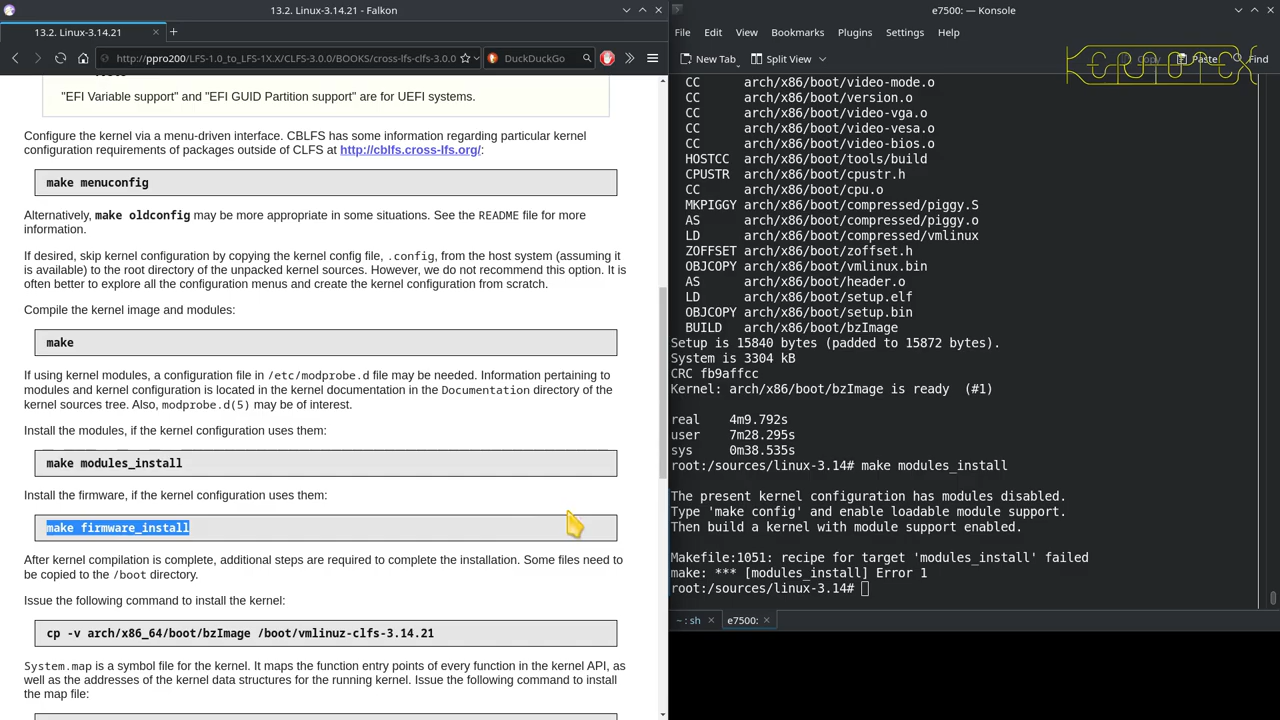 13.2. Linux-3.14.21 - Falkon
13.2. Linux-3.14.21
http://ppro200/LFS-1.0_to_LFS-1X.X/CLFS-3.0.0/BOOKS/cross-lfs-clfs-3.0.0
DuckDuckGo
"EFI Variable support" and "EFI GUID Partition support" are for UEFI systems.
Configure the kernel via a menu-driven interface. CBLFS has some information regarding particular kernel
configuration requirements of packages outside of CLFS at http://cblfs.cross-lfs.org/:
make menuconfig
Alternatively, make oldconfig may be more appropriate in some situations. See the README file for more
information.
If desired, skip kernel configuration by copying the kernel config file, .config, from the host system (assuming it
is available) to the root directory of the unpacked kernel sources. However, we do not recommend this option. It is
often better to explore all the configuration menus and create the kernel configuration from scratch.
Compile the kernel image and modules:
make
If using kernel modules, a configuration file in /etc/modprobe.d file may be needed. Information pertaining to
modules and kernel configuration is located in the kernel documentation in the Documentation directory of the
kernel sources tree. Also, modprobe.d(5) may be of interest.
Install the modules, if the kernel configuration uses them:
make modules_install
Install the firmware, if the kernel configuration uses them:
make firmware_install
After kernel compilation is complete, additional steps are required to complete the installation. Some files need to
be copied to the /boot directory.
Issue the following command to install the kernel:
cp -v arch/x86_64/boot/bzImage /boot/vmlinuz-clfs-3.14.21
System.map is a symbol file for the kernel. It maps the function entry points of every function in the kernel API, as
well as the addresses of the kernel data structures for the running kernel. Issue the following command to install
the map file:
e7500: — Konsole
File Edit View Bookmarks Plugins Settings Help
New Tab Split View Copy Paste Find
CC arch/x86/boot/video-mode.o
CC arch/x86/boot/version.o
CC arch/x86/boot/video-vga.o
CC arch/x86/boot/video-vesa.o
CC arch/x86/boot/video-bios.o
HOSTCC arch/x86/boot/tools/build
CPUSTR arch/x86/boot/cpustr.h
CC arch/x86/boot/cpu.o
MKPIGGY arch/x86/boot/compressed/piggy.S
AS arch/x86/boot/compressed/piggy.o
LD arch/x86/boot/compressed/vmlinux
ZOFFSET arch/x86/boot/zoffset.h
OBJCOPY arch/x86/boot/vmlinux.bin
AS arch/x86/boot/header.o
LD arch/x86/boot/setup.elf
OBJCOPY arch/x86/boot/setup.bin
BUILD arch/x86/boot/bzImage
Setup is 15840 bytes (padded to 15872 bytes).
System is 3304 kB
CRC fb9affcc
Kernel: arch/x86/boot/bzImage is ready (#1)
real 4m9.792s
user 7m28.295s
sys 0m38.535s
root:/sources/linux-3.14# make modules_install
The present kernel configuration has modules disabled.
Type 'make config' and enable loadable module support.
Then build a kernel with module support enabled.
Makefile:1051: recipe for target 'modules_install' failed
make: *** [modules_install] Error 1
root:/sources/linux-3.14#
~ : sh
e7500: